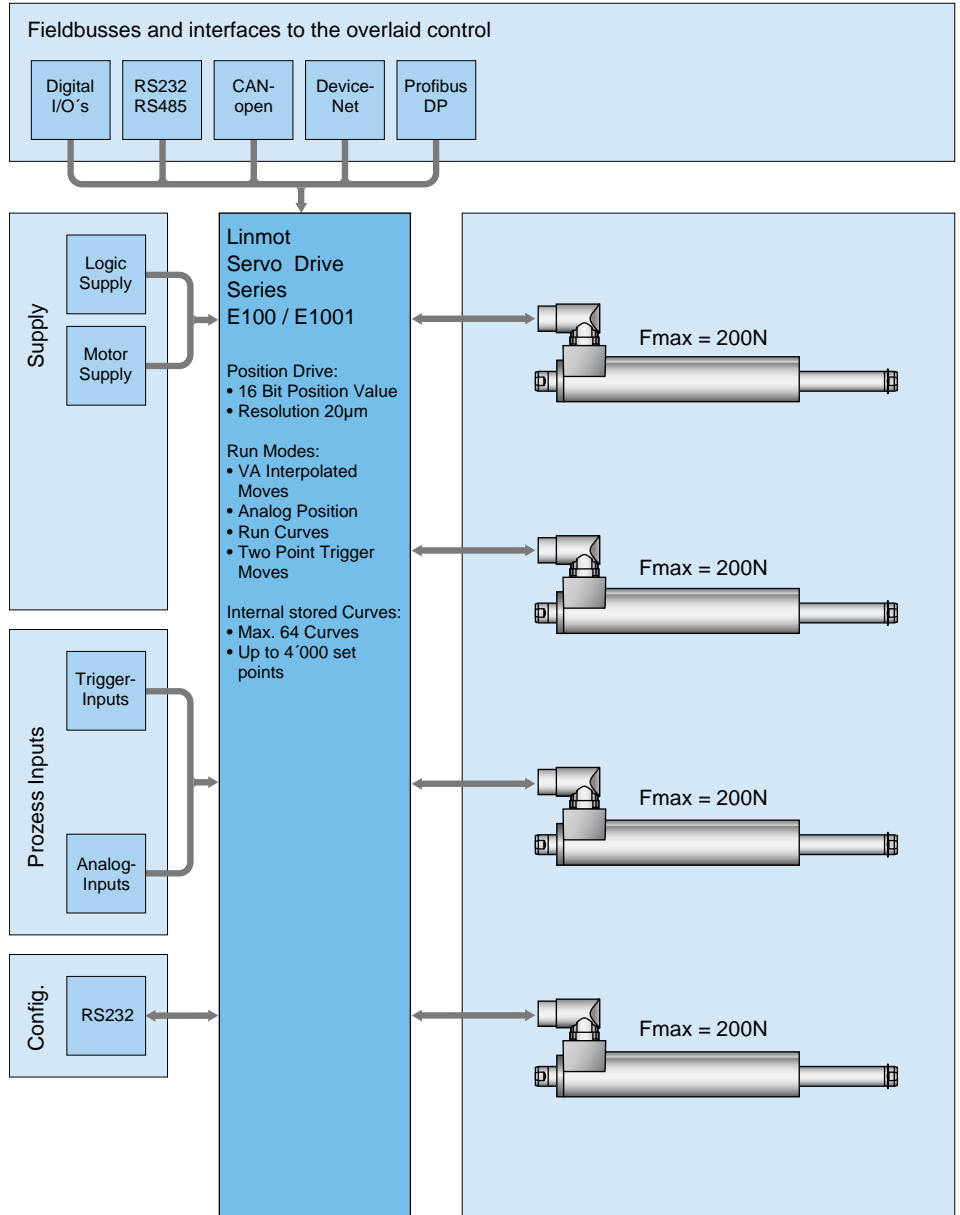 Fieldbusses and interfaces to the overlaid control
Digital
I/O´s
RS232
RS485
CAN-
open
Device-
Net
Profibus
DP
Supply
Logic
Supply
Motor
Supply
Linmot
Servo Drive
Series
E100 / E1001
Position Drive:
• 16 Bit Position Value
• Resolution 20µm
Run Modes:
• VA Interpolated
Moves
• Analog Position
• Run Curves
• Two Point Trigger
Moves
Internal stored Curves:
• Max. 64 Curves
• Up to 4´000 set
points
Fmax = 200N
Fmax = 200N
Fmax = 200N
Fmax = 200N
Prozess Inputs
Trigger-
Inputs
Analog-
Inputs
Config.
RS232